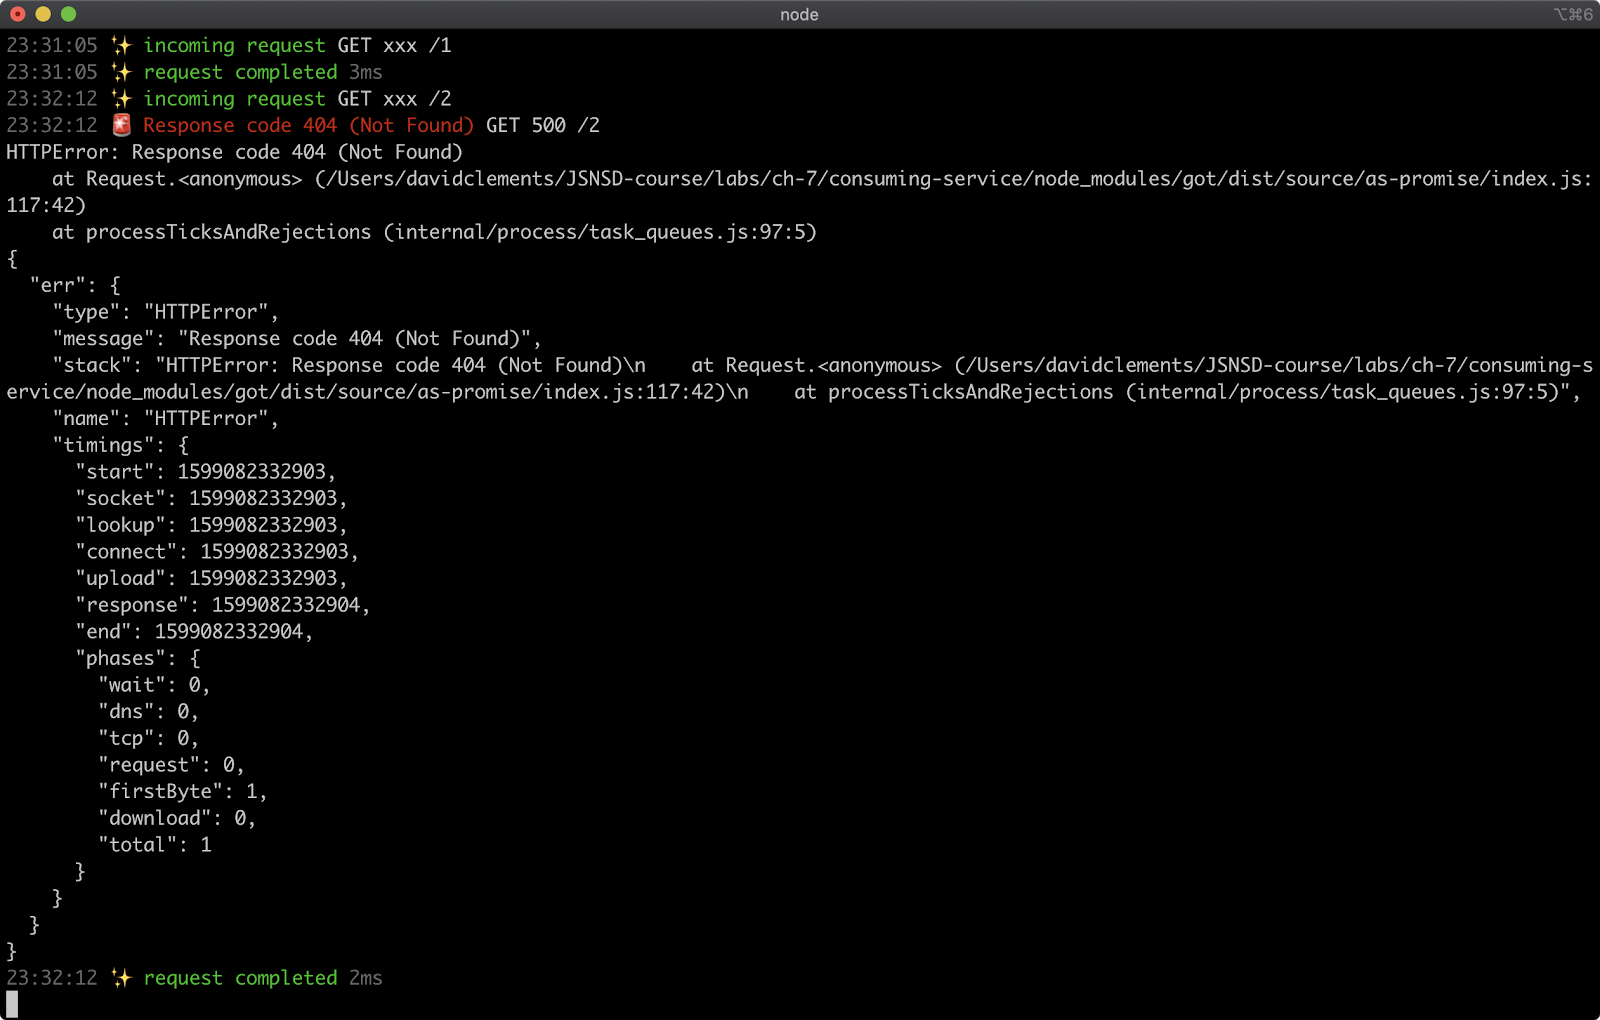 node
⌥⌘6
23:31:05 ✨ incoming request GET xxx /1
23:31:05 ✨ request completed 3ms
23:32:12 ✨ incoming request GET xxx /2
23:32:12 🚨 Response code 404 (Not Found) GET 500 /2
HTTPError: Response code 404 (Not Found)
    at Request.<anonymous> (/Users/davidclements/JSNSD-course/labs/ch-7/consuming-service/node_modules/got/dist/source/as-promise/index.js:
117:42)
    at processTicksAndRejections (internal/process/task_queues.js:97:5)
{
  "err": {
    "type": "HTTPError",
    "message": "Response code 404 (Not Found)",
    "stack": "HTTPError: Response code 404 (Not Found)\n    at Request.<anonymous> (/Users/davidclements/JSNSD-course/labs/ch-7/consuming-s
ervice/node_modules/got/dist/source/as-promise/index.js:117:42)\n    at processTicksAndRejections (internal/process/task_queues.js:97:5)",
    "name": "HTTPError",
    "timings": {
      "start": 1599082332903,
      "socket": 1599082332903,
      "lookup": 1599082332903,
      "connect": 1599082332903,
      "upload": 1599082332903,
      "response": 1599082332904,
      "end": 1599082332904,
      "phases": {
        "wait": 0,
        "dns": 0,
        "tcp": 0,
        "request": 0,
        "firstByte": 1,
        "download": 0,
        "total": 1
      }
    }
  }
}
23:32:12 ✨ request completed 2ms